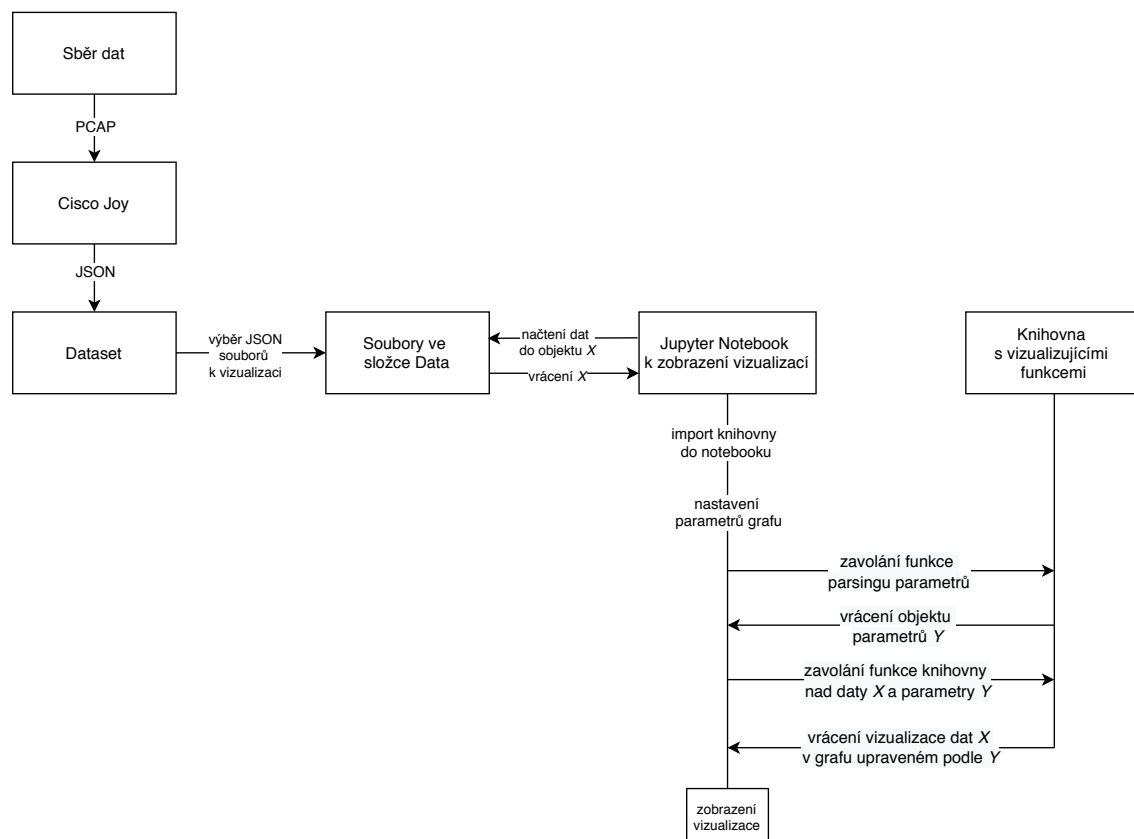 Sběr dat
PCAP
Cisco Joy
JSON
Dataset
výběr JSON
souborů
k vizualizaci
Soubory ve
složce Data
načtení dat
do objektu X
vrácení X
Jupyter Notebook
k zobrazení vizualizací
Knihovna
s vizualizujícími
funkcemi
import knihovny
do notebooku
nastavení
parametrů grafu
zavolání funkce
parsingu parametrů
vrácení objektu
parametrů Y
zavolání funkce knihovny
nad daty X a parametry Y
vrácení vizualizace dat X
v grafu upraveném podle Y
zobrazení
vizualizace